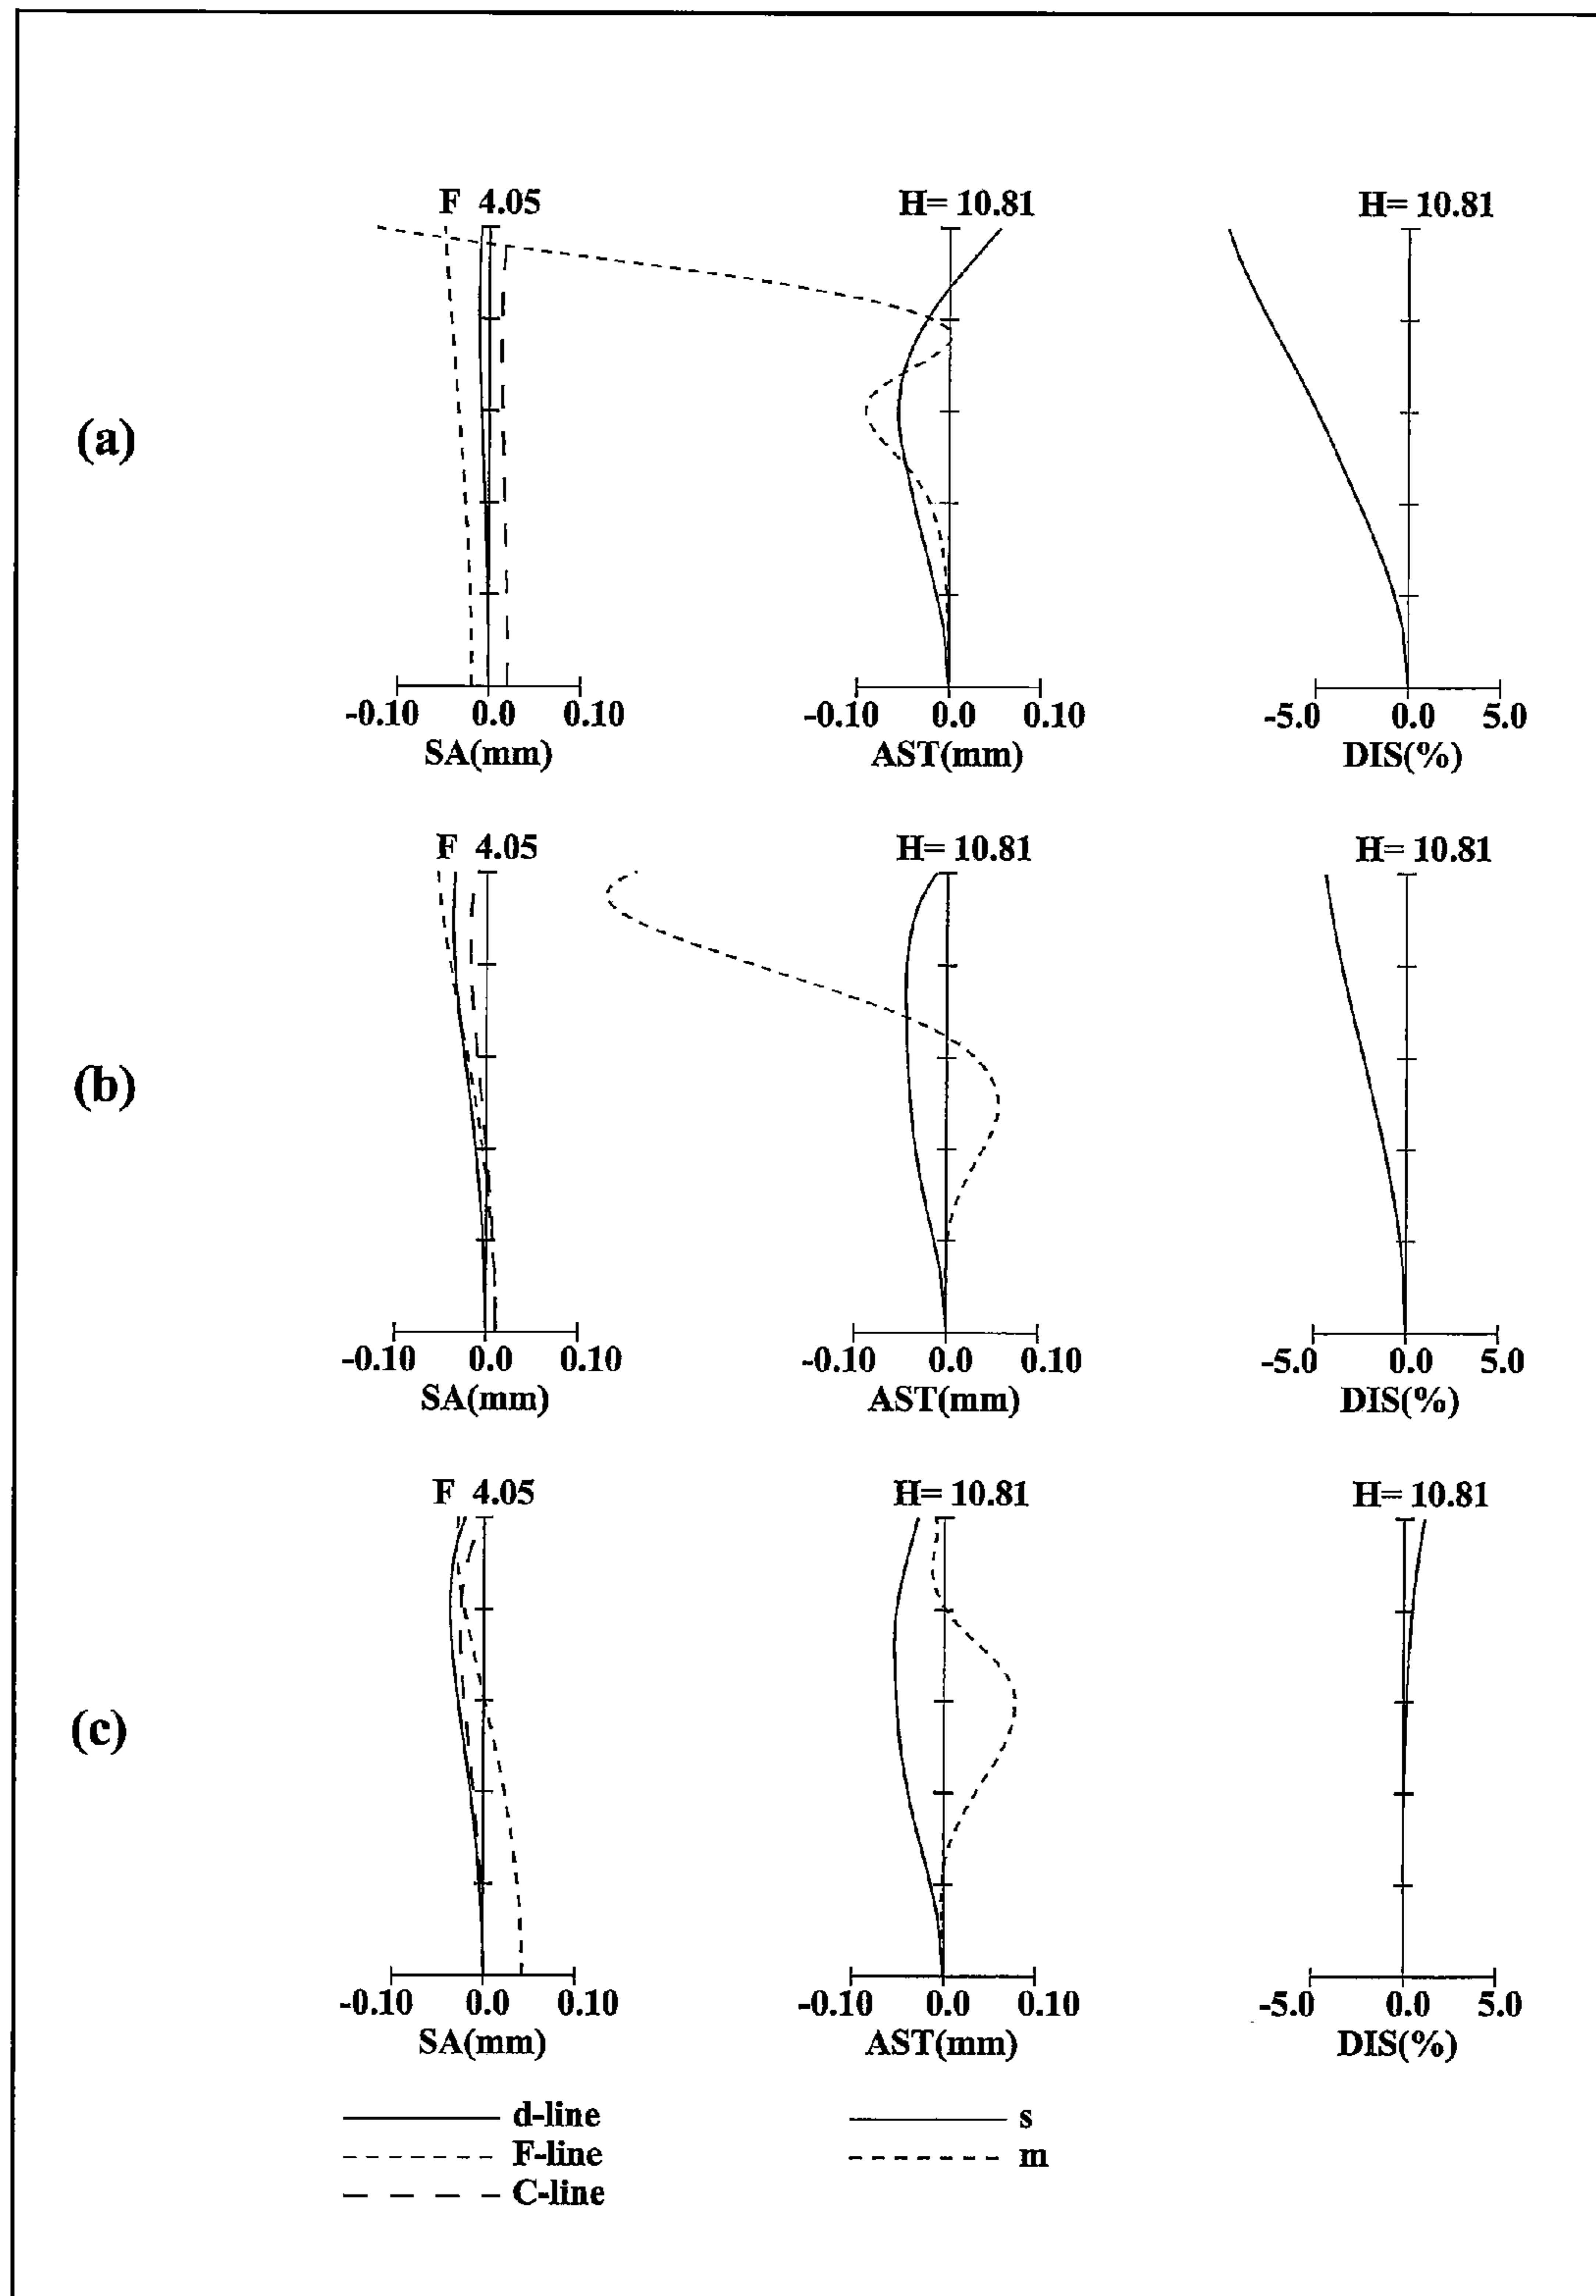 F 4.05 H= 10.81 H= 10.81
(a)
-0.10 0.0 0.10 -0.10 0.0 0.10 -5.0 0.0 5.0
SA(mm) AST(mm) DIS(%)
F 4.05 H= 10.81 H= 10.81
(b)
-0.10 0.0 0.10 -0.10 0.0 0.10 -5.0 0.0 5.0
SA(mm) AST(mm) DIS(%)
F 4.05 H= 10.81 H= 10.81
(c)
-0.10 0.0 0.10 -0.10 0.0 0.10 -5.0 0.0 5.0
SA(mm) AST(mm) DIS(%)
d-line s
F-line m
C-line